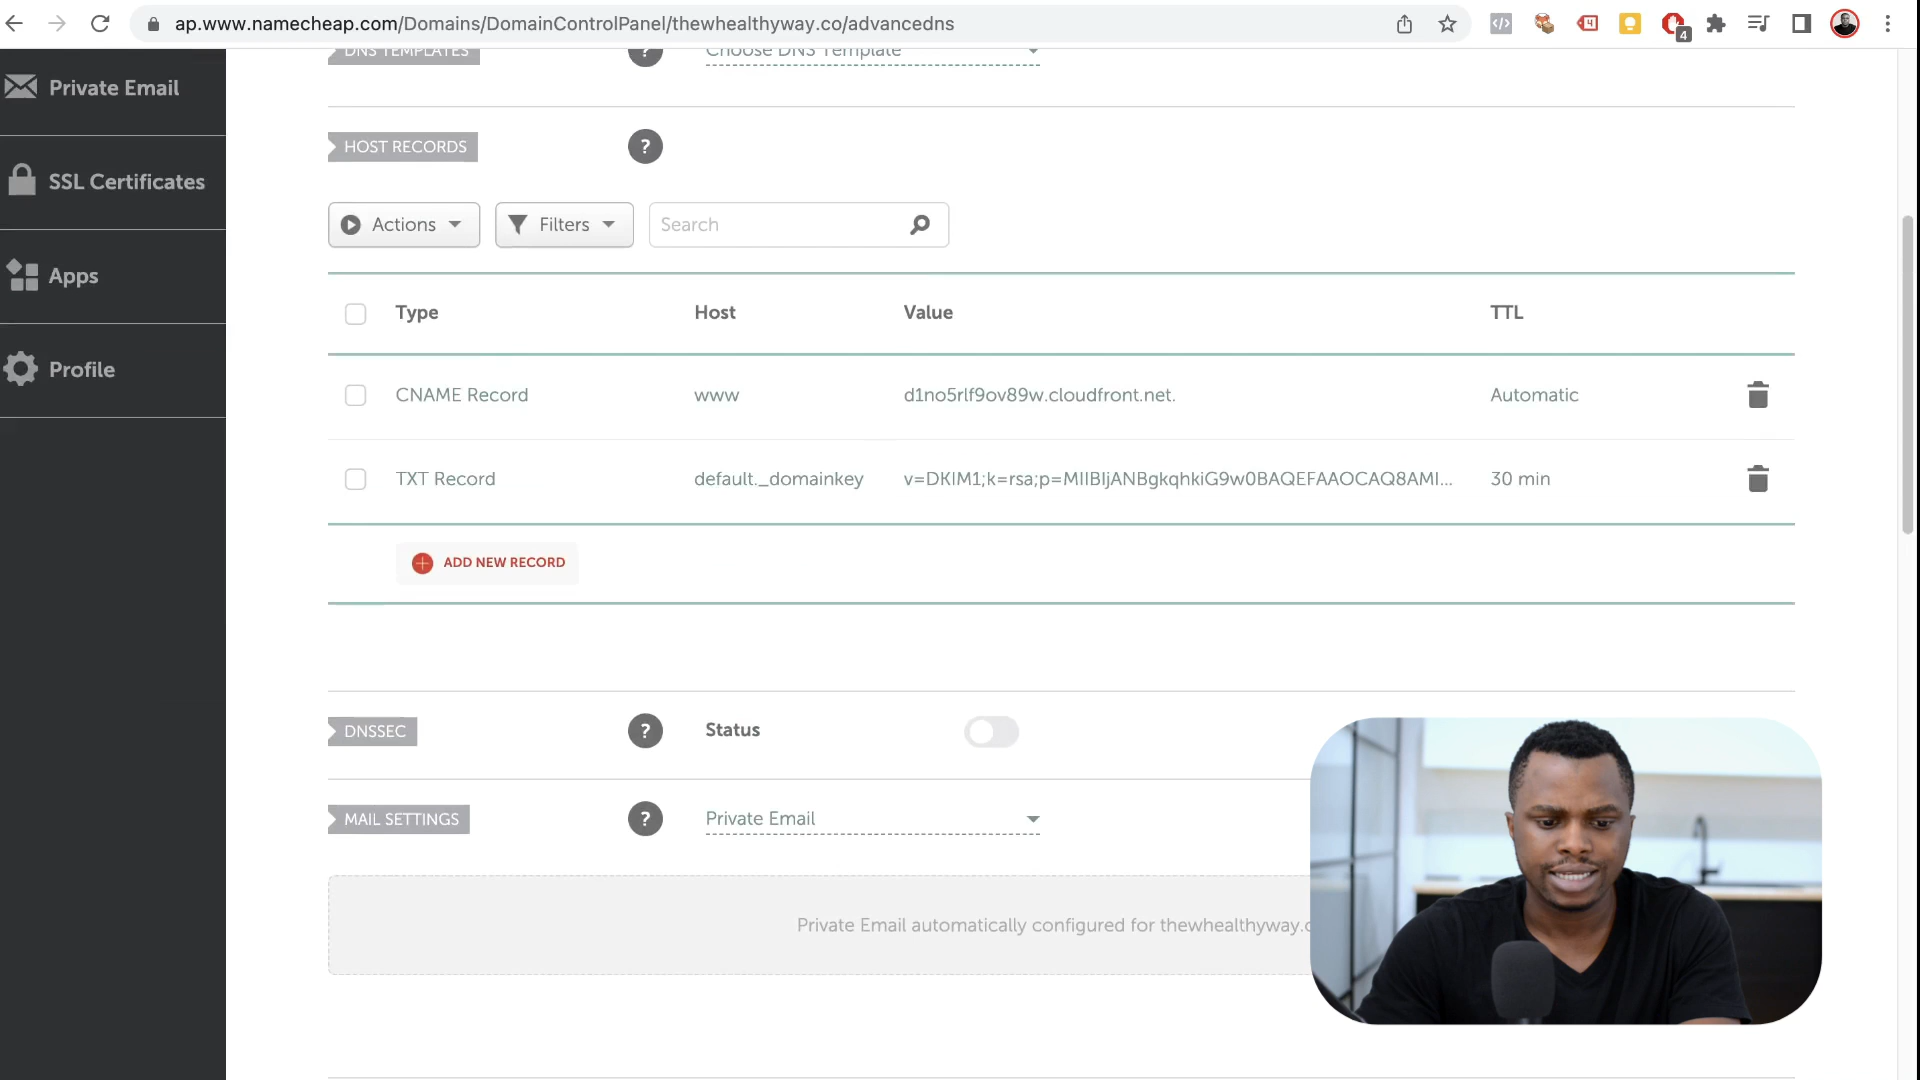 ap.www.namecheap.com/Domains/DomainControlPanel/thewhealthyway.co/advancedns
4
4
DNS TEMPLATES
?
Choose DNS Template
Private Email
HOST RECORDS
?
SSL Certificates
Actions
Filters
Search
Apps
Type Host Value TTL
Profile
CNAME Record www d1no5rlf9ov89w.cloudfront.net. Automatic
TXT Record default._domainkey v=DKIM1;k=rsa;p=MIIBIjANBgkqhkiG9w0BAQEFAAOCAQ8AMI... 30 min
ADD NEW RECORD
DNSSEC
?
Status
MAIL SETTINGS
?
Private Email
Private Email automatically configured for thewhealthyway.c